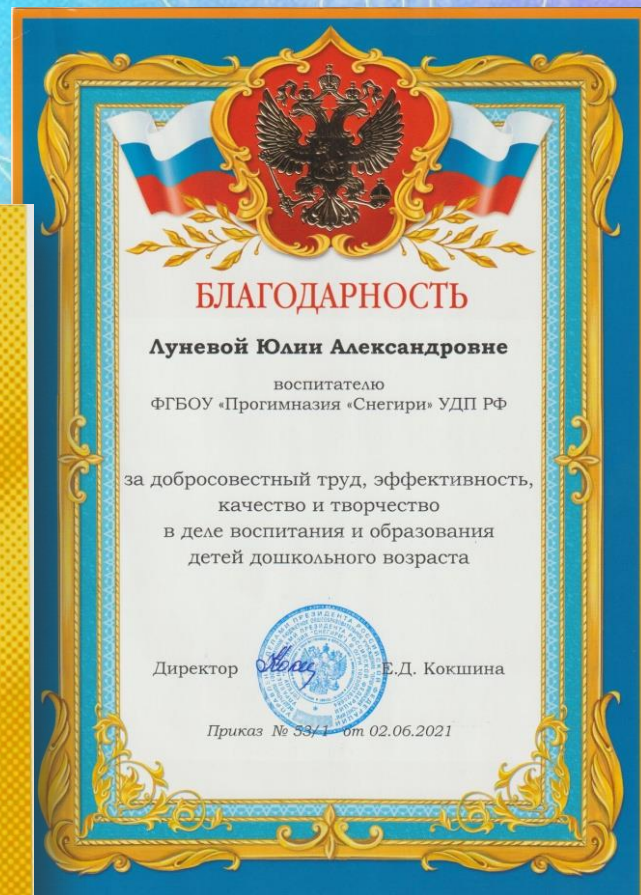 БЛАГОДАРНОСТЬ
Луневой Юлии Александровне
воспитателю
ФГБОУ «Прогимназия «Снегири» УДП РФ
за добросовестный труд, эффективность,
качество и творчество
в деле воспитания и образования
детей дошкольного возраста
Директор Е.Д. Кокшина
Приказ № 53/1 от 02.06.2021